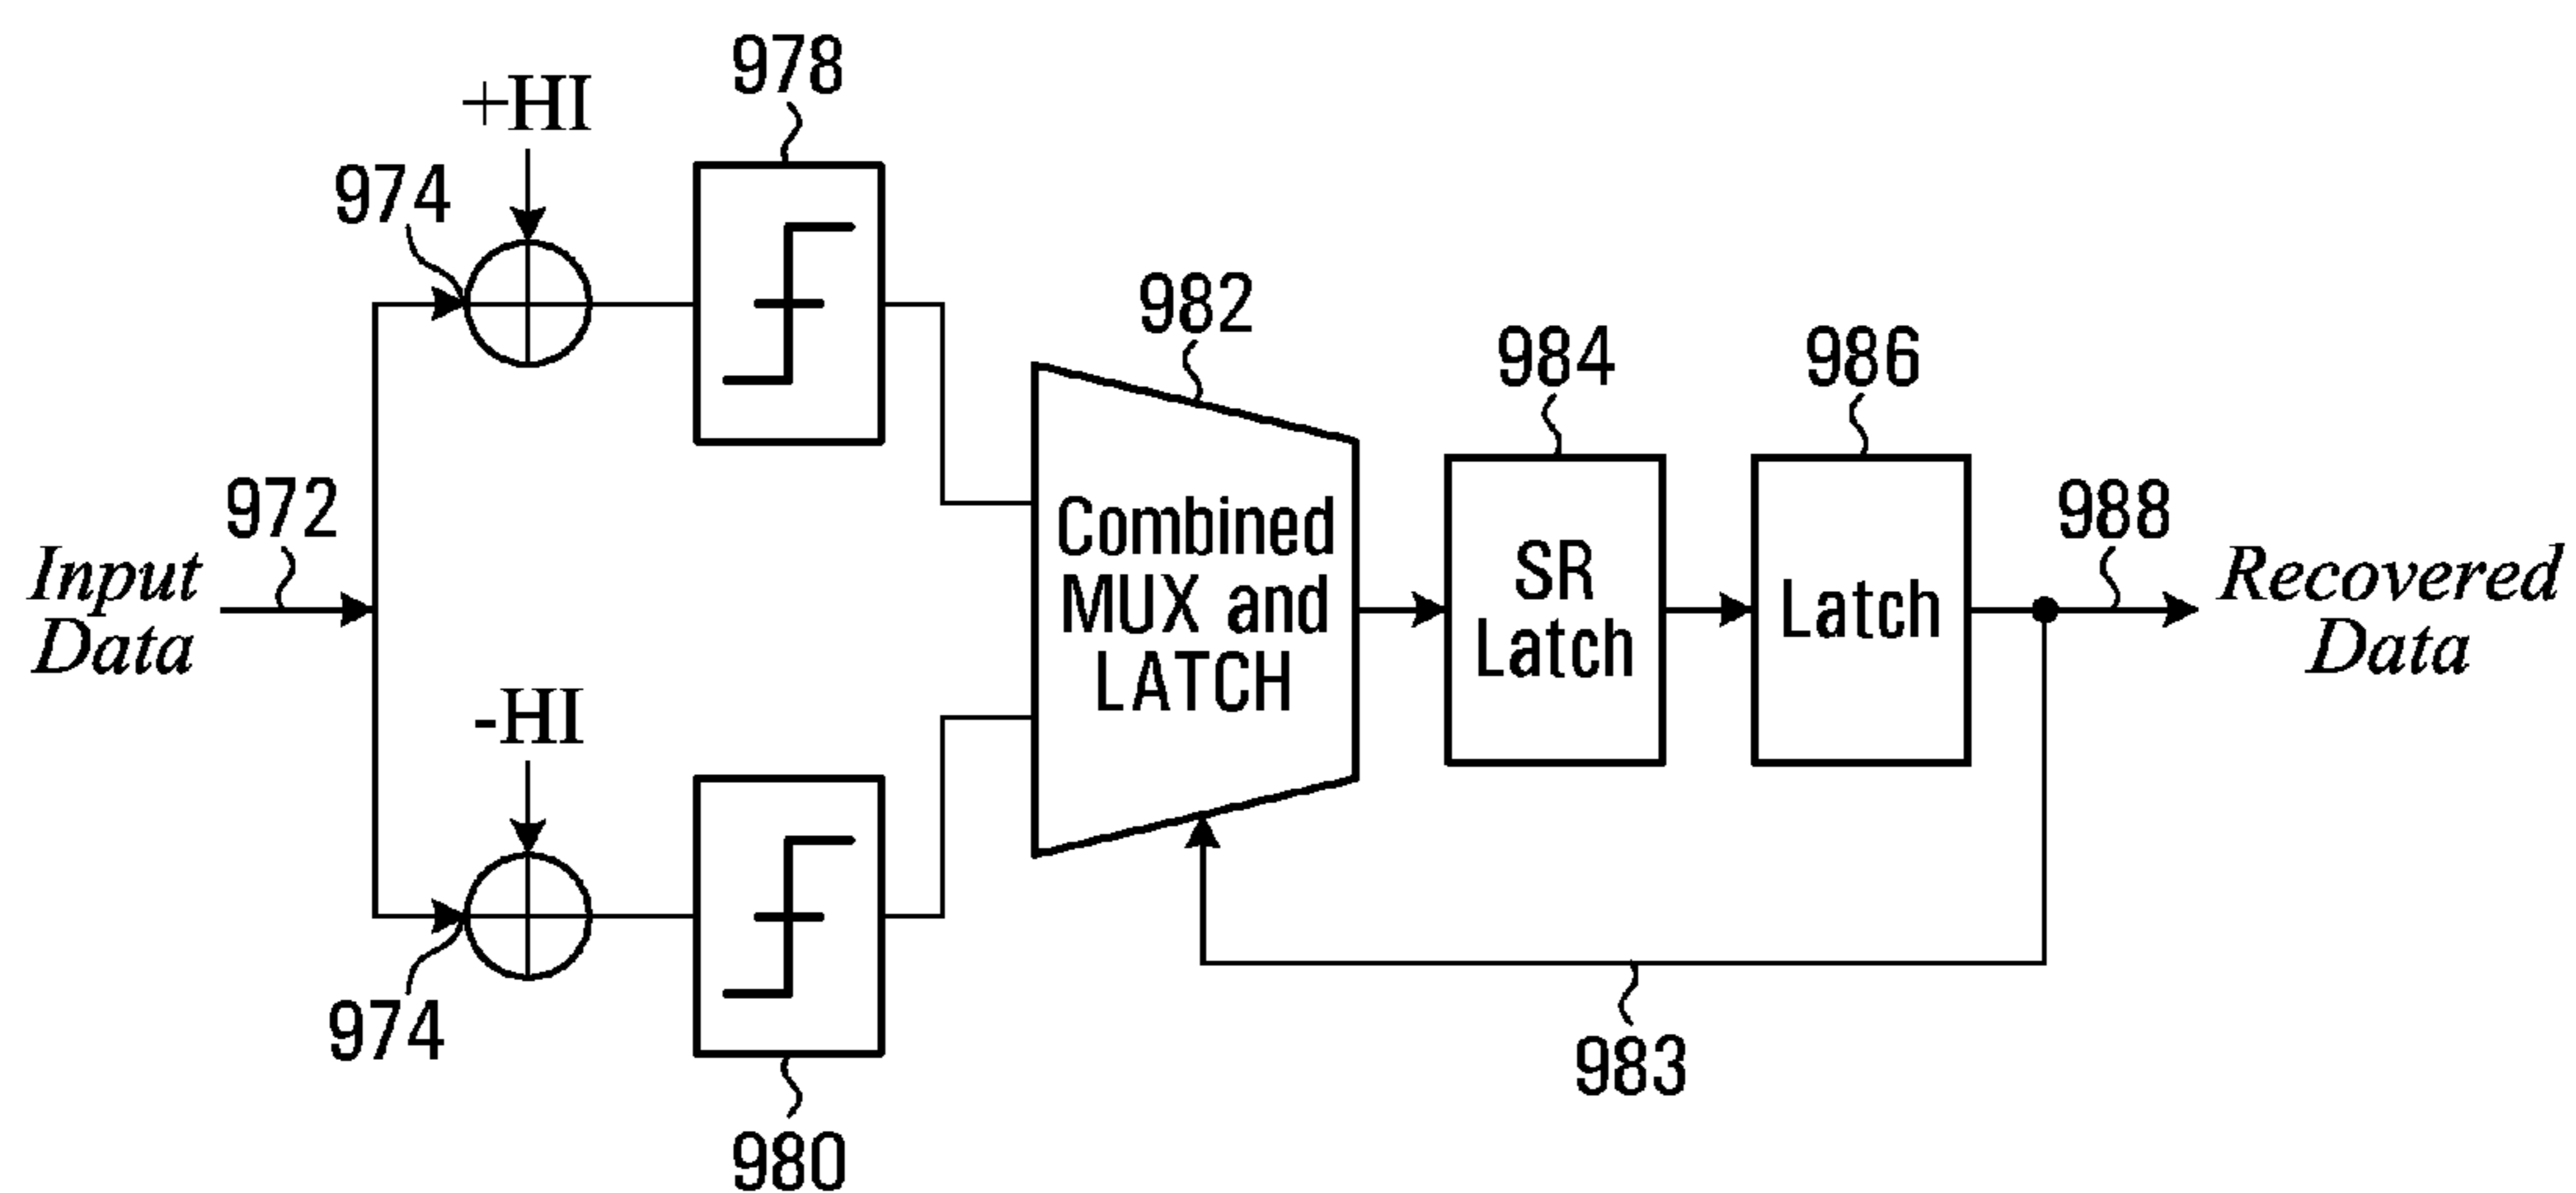 978
+HI
974
982
984
986
972
988
Input
Data
Combined
MUX and
LATCH
SR
Latch
Latch
Recovered
Data
-HI
974
983
980